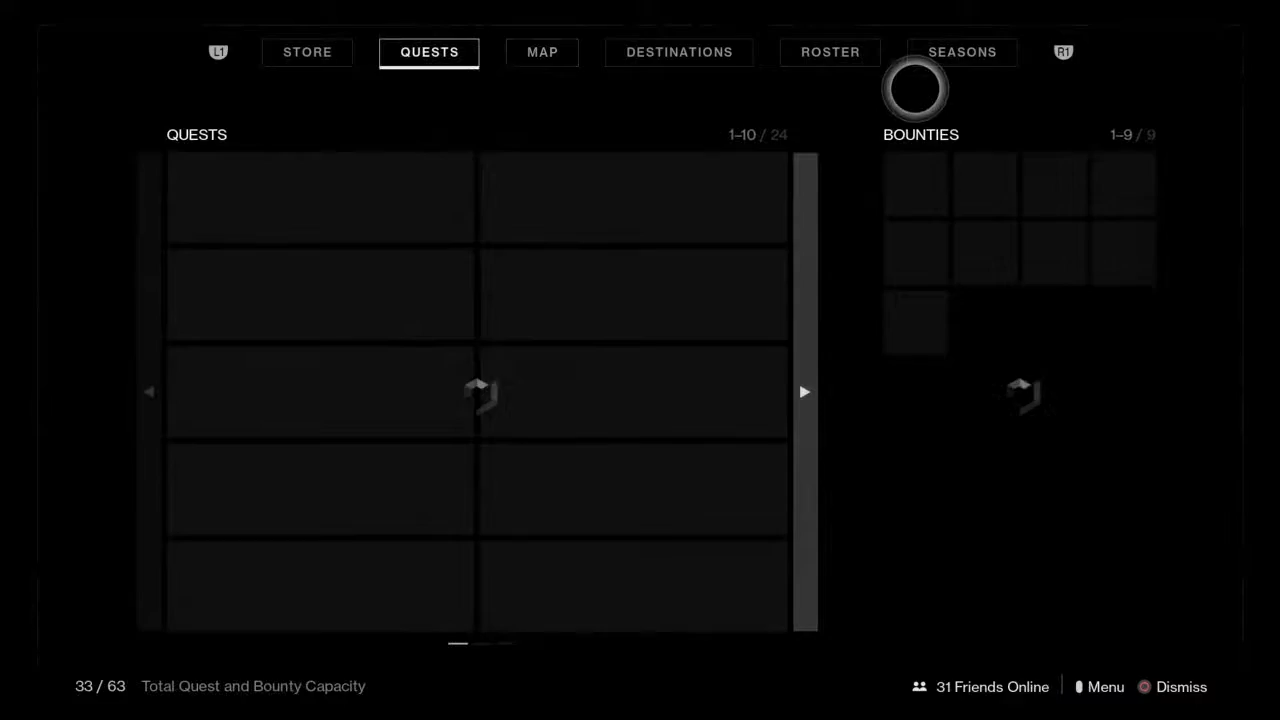 L1 STORE QUESTS MAP DESTINATIONS ROSTER SEASONS R1
QUESTS 1–10 / 24
BOUNTIES 1–9 / 9
33 / 63 Total Quest and Bounty Capacity
31 Friends Online Menu Dismiss